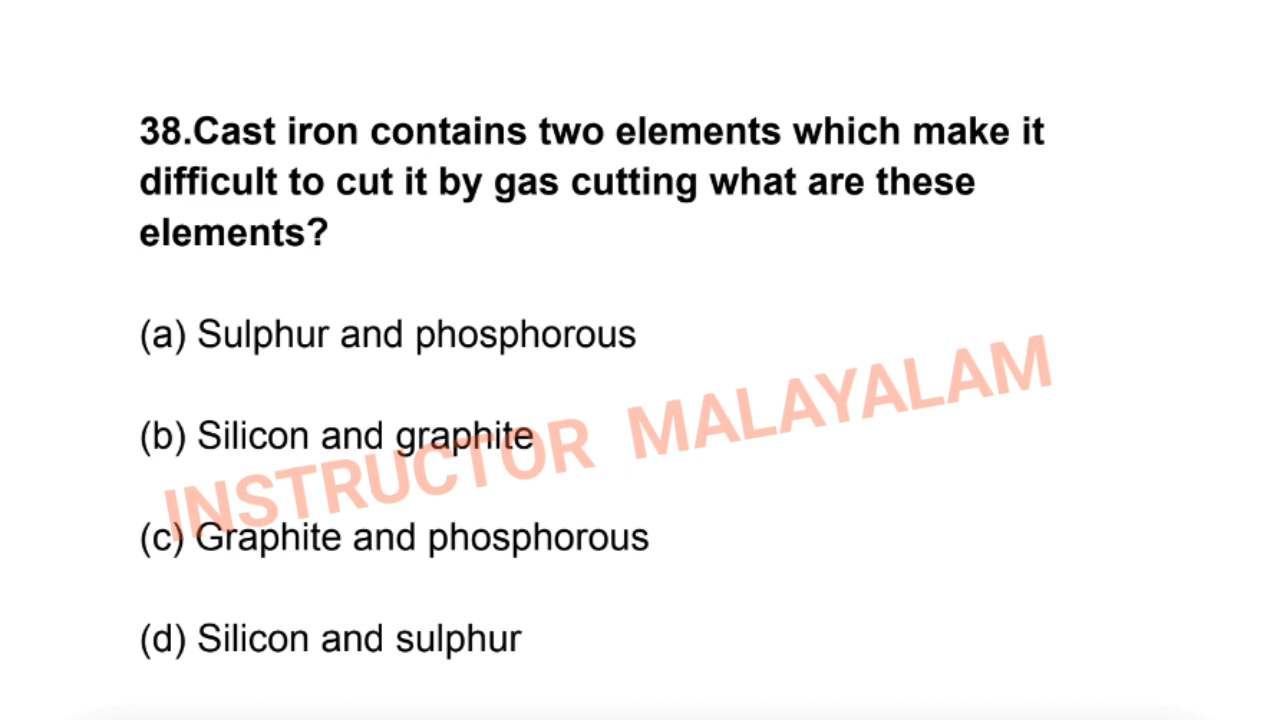 38.Cast iron contains two elements which make it
difficult to cut it by gas cutting what are these
elements?
(a) Sulphur and phosphorous
(b) Silicon and graphite
(c) Graphite and phosphorous
(d) Silicon and sulphur
INSTRUCTOR MALAYALAM